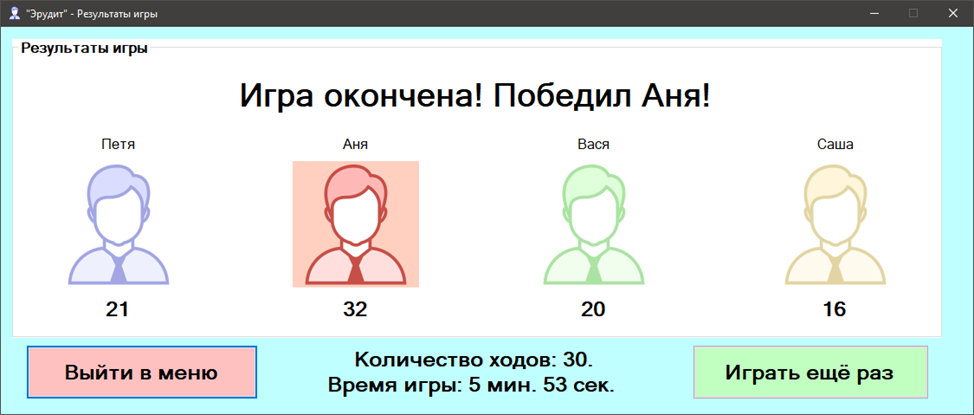 "Эрудит" - Результаты игры
Результаты игры
Игра окончена! Победил Аня!
Петя Аня Вася Саша
21 32 20 16
Выйти в меню
Количество ходов: 30.
Время игры: 5 мин. 53 сек.
Играть ещё раз